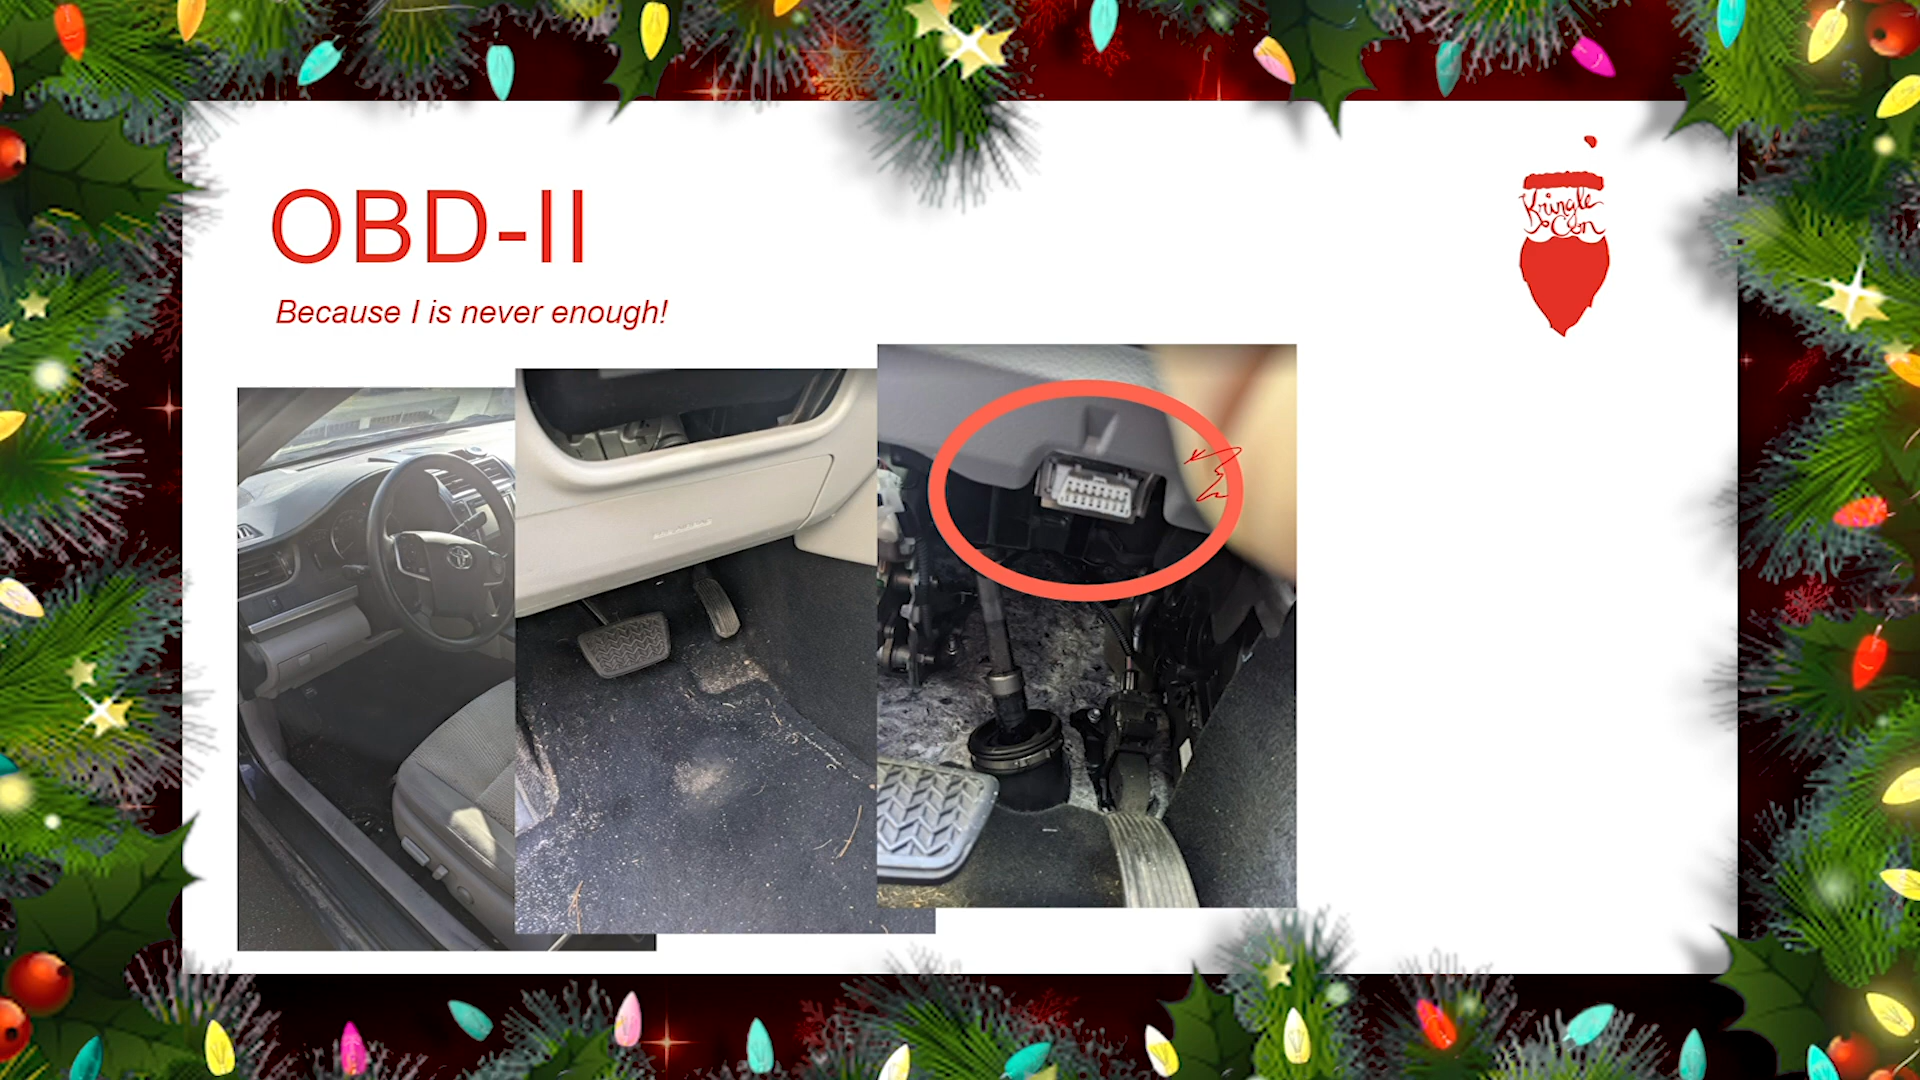 OBD-II
Because I is never enough!
Kringle
Con